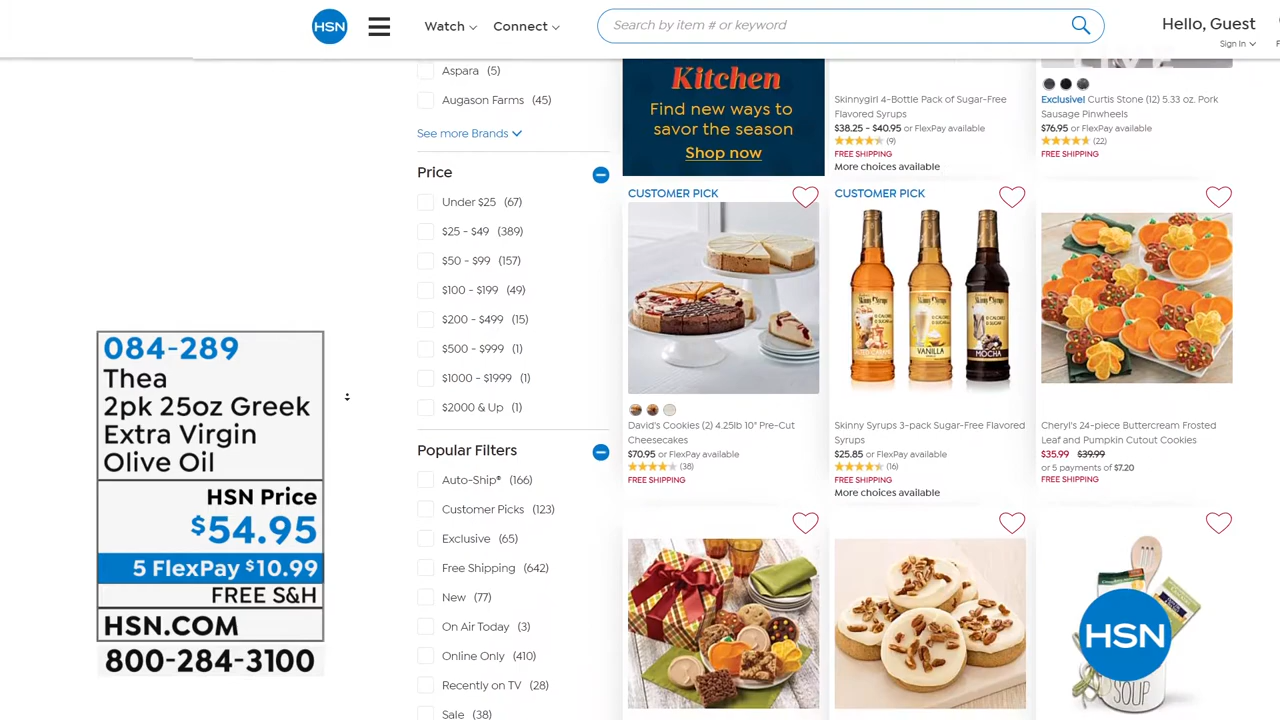 HSN
Watch
Connect
Search by item # or keyword
Hello, Guest
Sign In
LIVE
Aspara (5)
Augason Farms (45)
See more Brands
Price
Under $25 (67)
$25 - $49 (389)
$50 - $99 (157)
$100 - $199 (49)
$200 - $499 (15)
$500 - $999 (1)
$1000 - $1999 (1)
$2000 & Up (1)
Popular Filters
Auto-Ship® (166)
Customer Picks (123)
Exclusive (65)
Free Shipping (642)
New (77)
On Air Today (3)
Online Only (410)
Recently on TV (28)
Sale (38)
084-289
Thea
2pk 25oz Greek
Extra Virgin
Olive Oil
HSN Price
$54.95
5 FlexPay $10.99
FREE S&H
HSN.COM
800-284-3100
Kitchen
Find new ways to
savor the season
Shop now
Skinnygirl 4-Bottle Pack of Sugar-Free
Flavored Syrups
$38.25 - $40.95 or FlexPay available
(9)
FREE SHIPPING
More choices available
Exclusive! Curtis Stone (12) 5.33 oz. Pork
Sausage Pinwheels
$76.95 or FlexPay available
(22)
FREE SHIPPING
CUSTOMER PICK
David's Cookies (2) 4.25lb 10" Pre-Cut
Cheesecakes
$70.95 or FlexPay available
(38)
FREE SHIPPING
CUSTOMER PICK
VANILLA
MOCHA
Skinny Syrups 3-pack Sugar-Free Flavored
Syrups
$25.85 or FlexPay available
(16)
FREE SHIPPING
More choices available
Cheryl's 24-piece Buttercream Frosted
Leaf and Pumpkin Cutout Cookies
$35.99 $39.99
or 5 payments of $7.20
FREE SHIPPING
HSN
SOUP